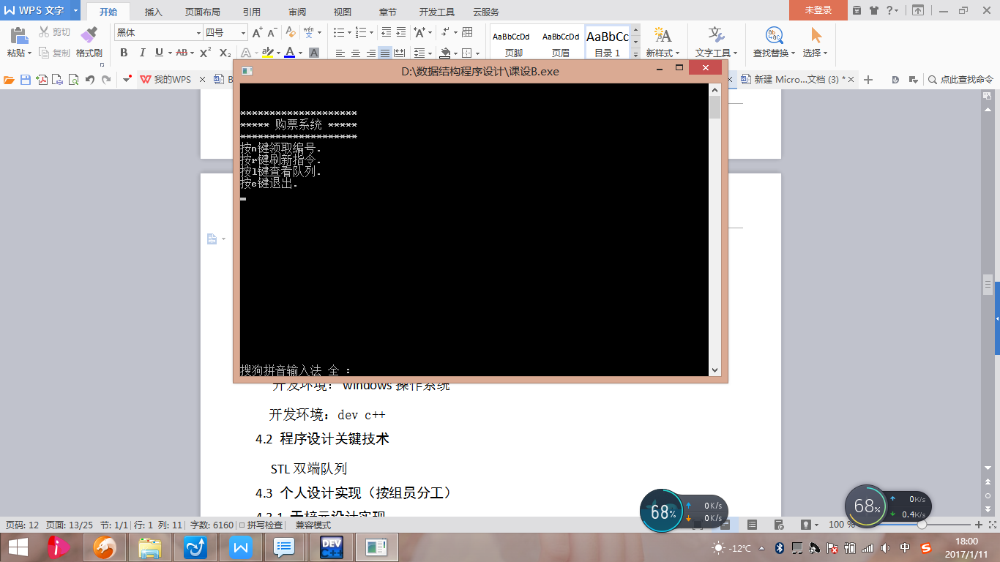 WPS 文字
开始 插入 页面布局 引用 审阅 视图 章节 开发工具 云服务 未登录
粘贴 剪切 复制 格式刷 黑体 四号 AaBbCcDd AaBbCcDd AaBbCc 新样式 文字工具 查找替换 选择
页脚 页眉 目录 1
我的WPS B 新建 Micro...文档 (3) * 点此查找命令
D:\数据结构程序设计\课设B.exe
********************
***** 购票系统 *****
********************
按n键领取编号.
按r键刷新指令.
按l键查看队列.
按e键退出.
搜狗拼音输入法 全 :
开发环境：windows 操作系统
开发环境：dev c++
4.2 程序设计关键技术
STL 双端队列
4.3 个人设计实现（按组员分工）
68% 0K/s 0K/s
68% 0K/s 0.4K/s
页码: 12 页面: 13/25 节: 1/1 行: 1 列: 11 字数: 6160 拼写检查 兼容模式 100 %
DEV C++ -12℃ 中 18:00
2017/1/11